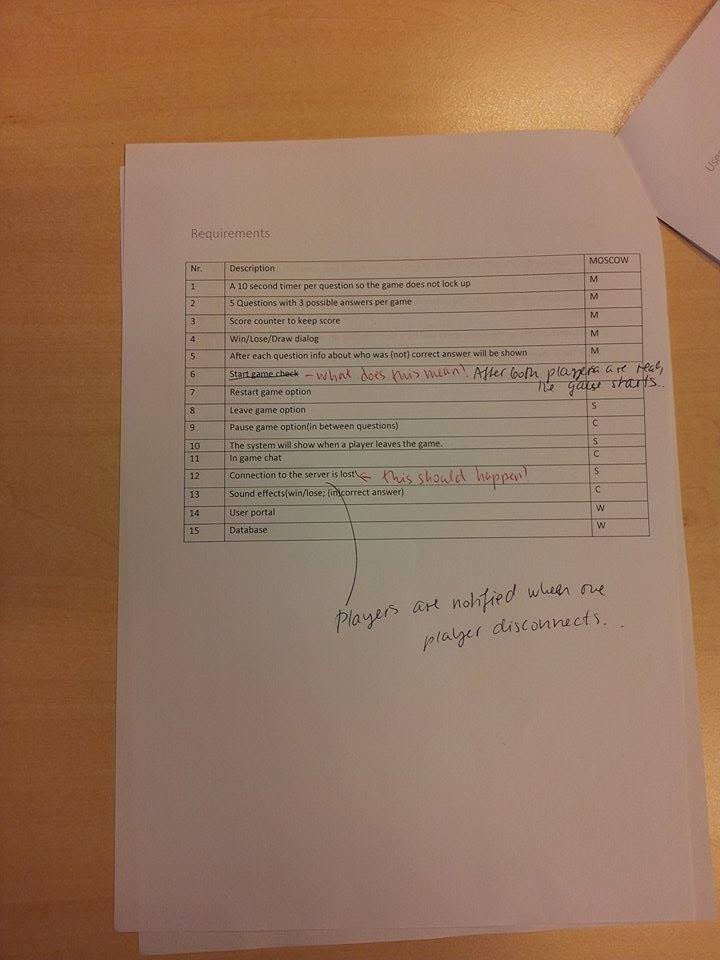 Requirements
Nr. Description MOSCOW
1 A 10 second timer per question so the game does not lock up M
2 5 Questions with 3 possible answers per game M
3 Score counter to keep score M
4 Win/Lose/Draw dialog M
5 After each question info about who was (not) correct answer will be shown M
6 Start game check – what does this mean? After both players are ready
the game starts..
7 Restart game option
8 Leave game option S
9 Pause game option(in between questions) C
10 The system will show when a player leaves the game. S
11 In game chat C
12 Connection to the server is lost ← this should happen? S
13 Sound effects(win/lose; (in)correct answer) C
14 User portal W
15 Database W
Players are notified when one
player disconnects..